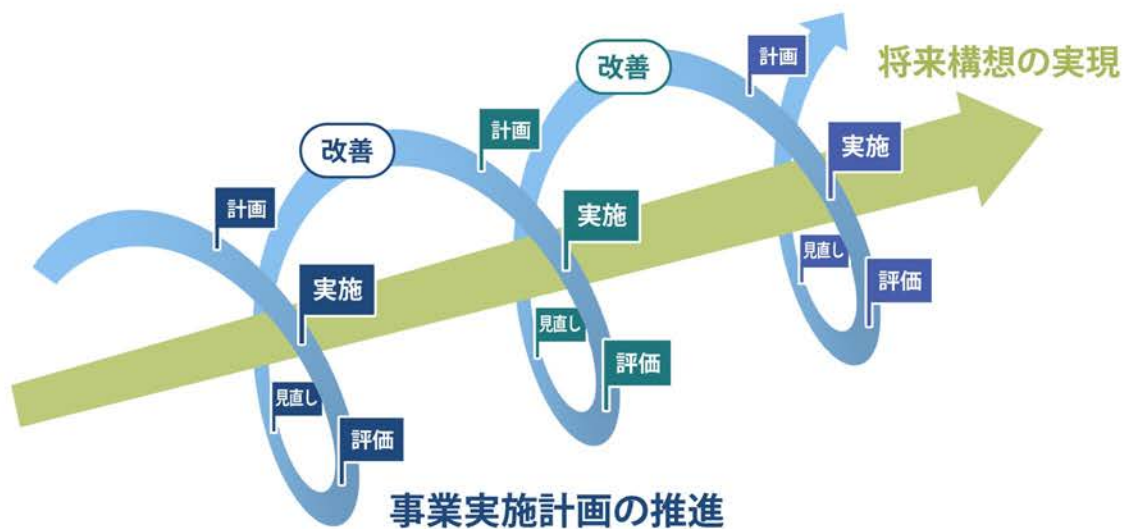 計画
実施
評価
見直し
改善
計画
実施
評価
見直し
改善
計画
実施
評価
見直し
将来構想の実現
事業実施計画の推進